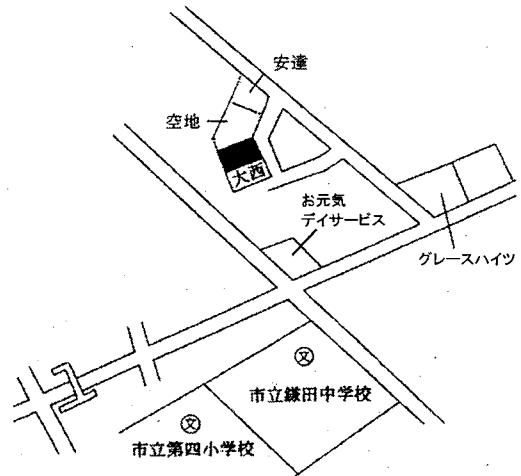 安達
空地
大西
お元気
デイサービス
グレースハイツ
文
市立鎌田中学校
文
市立第四小学校